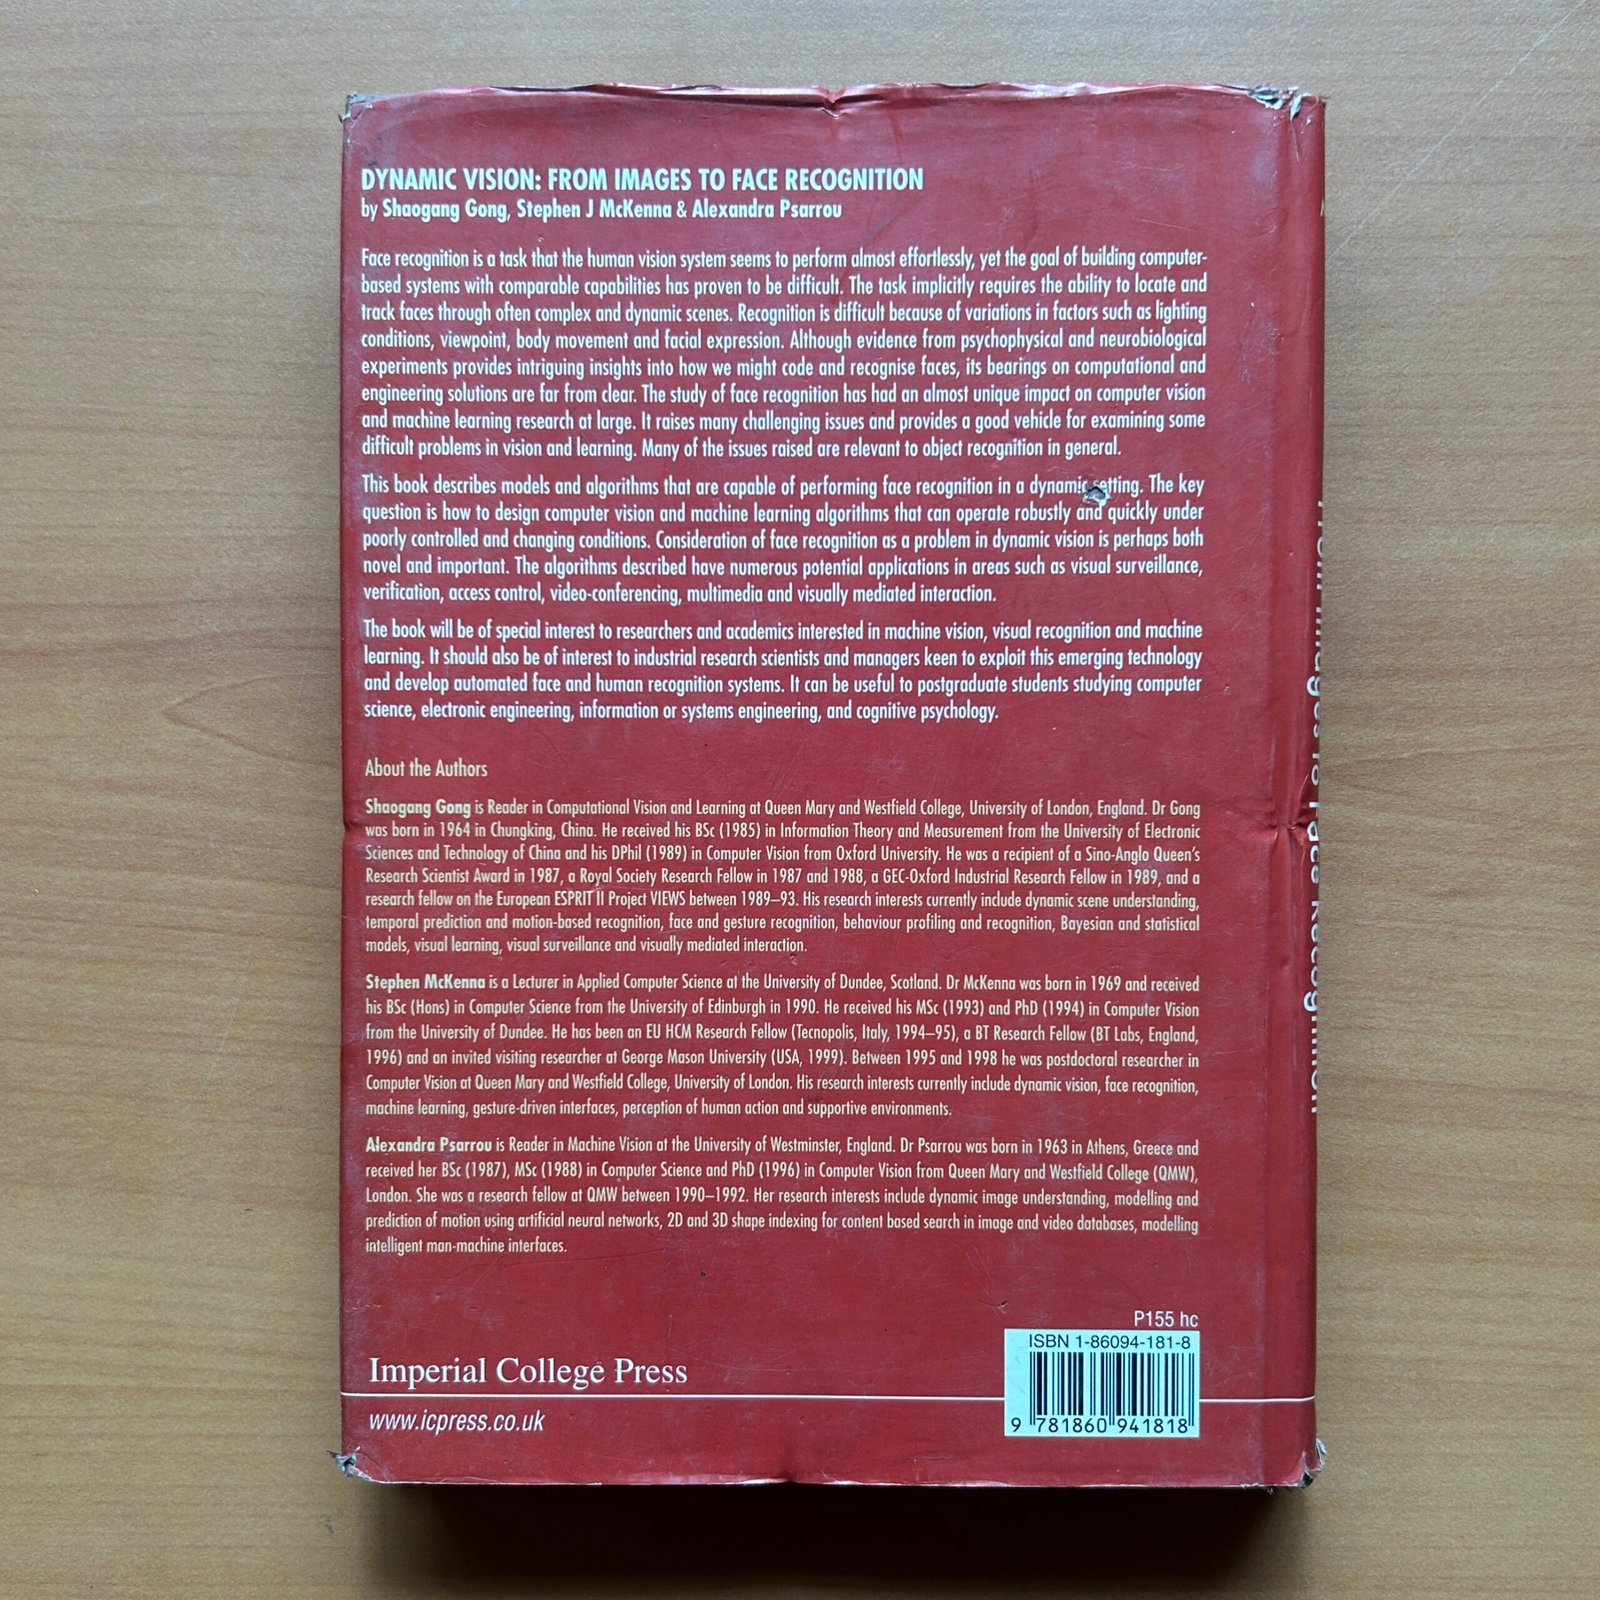 DYNAMIC VISION: FROM IMAGES TO FACE RECOGNITION
by Shaogang Gong, Stephen J McKenna & Alexandra Psarrou
Face recognition is a task that the human vision system seems to perform almost effortlessly, yet the goal of building computer-
based systems with comparable capabilities has proven to be difficult. The task implicitly requires the ability to locate and
track faces through often complex and dynamic scenes. Recognition is difficult because of variations in factors such as lighting
conditions, viewpoint, body movement and facial expression. Although evidence from psychophysical and neurobiological
experiments provides intriguing insights into how we might code and recognise faces, its bearings on computational and
engineering solutions are far from clear. The study of face recognition has had an almost unique impact on computer vision
and machine learning research at large. It raises many challenging issues and provides a good vehicle for examining some
difficult problems in vision and learning. Many of the issues raised are relevant to object recognition in general.
This book describes models and algorithms that are capable of performing face recognition in a dynamic setting. The key
question is how to design computer vision and machine learning algorithms that can operate robustly and quickly under
poorly controlled and changing conditions. Consideration of face recognition as a problem in dynamic vision is perhaps both
novel and important. The algorithms described have numerous potential applications in areas such as visual surveillance,
verification, access control, video-conferencing, multimedia and visually mediated interaction.
The book will be of special interest to researchers and academics interested in machine vision, visual recognition and machine
learning. It should also be of interest to industrial research scientists and managers keen to exploit this emerging technology
and develop automated face and human recognition systems. It can be useful to postgraduate students studying computer
science, electronic engineering, information or systems engineering, and cognitive psychology.
About the Authors
Shaogang Gong is Reader in Computational Vision and Learning at Queen Mary and Westfield College, University of London, England. Dr Gong
was born in 1964 in Chungking, China. He received his BSc (1985) in Information Theory and Measurement from the University of Electronic
Sciences and Technology of China and his DPhil (1989) in Computer Vision from Oxford University. He was a recipient of a Sino-Anglo Queen's
Research Scientist Award in 1987, a Royal Society Research Fellow in 1987 and 1988, a GEC-Oxford Industrial Research Fellow in 1989, and a
research fellow on the European ESPRIT II Project VIEWS between 1989–93. His research interests currently include dynamic scene understanding,
temporal prediction and motion-based recognition, face and gesture recognition, behaviour profiling and recognition, Bayesian and statistical
models, visual learning, visual surveillance and visually mediated interaction.
Stephen McKenna is a Lecturer in Applied Computer Science at the University of Dundee, Scotland. Dr McKenna was born in 1969 and received
his BSc (Hons) in Computer Science from the University of Edinburgh in 1990. He received his MSc (1993) and PhD (1994) in Computer Vision
from the University of Dundee. He has been an EU HCM Research Fellow (Tecnopolis, Italy, 1994–95), a BT Research Fellow (BT Labs, England,
1996) and an invited visiting researcher at George Mason University (USA, 1999). Between 1995 and 1998 he was postdoctoral researcher in
Computer Vision at Queen Mary and Westfield College, University of London. His research interests currently include dynamic vision, face recognition,
machine learning, gesture-driven interfaces, perception of human action and supportive environments.
Alexandra Psarrou is Reader in Machine Vision at the University of Westminster, England. Dr Psarrou was born in 1963 in Athens, Greece and
received her BSc (1987), MSc (1988) in Computer Science and PhD (1996) in Computer Vision from Queen Mary and Westfield College (QMW),
London. She was a research fellow at QMW between 1990–1992. Her research interests include dynamic image understanding, modelling and
prediction of motion using artificial neural networks, 2D and 3D shape indexing for content based search in image and video databases, modelling
intelligent man-machine interfaces.
P155 hc
ISBN 1-86094-181-8
9 781860 941818
Imperial College Press
www.icpress.co.uk
From Images to Face Recognition